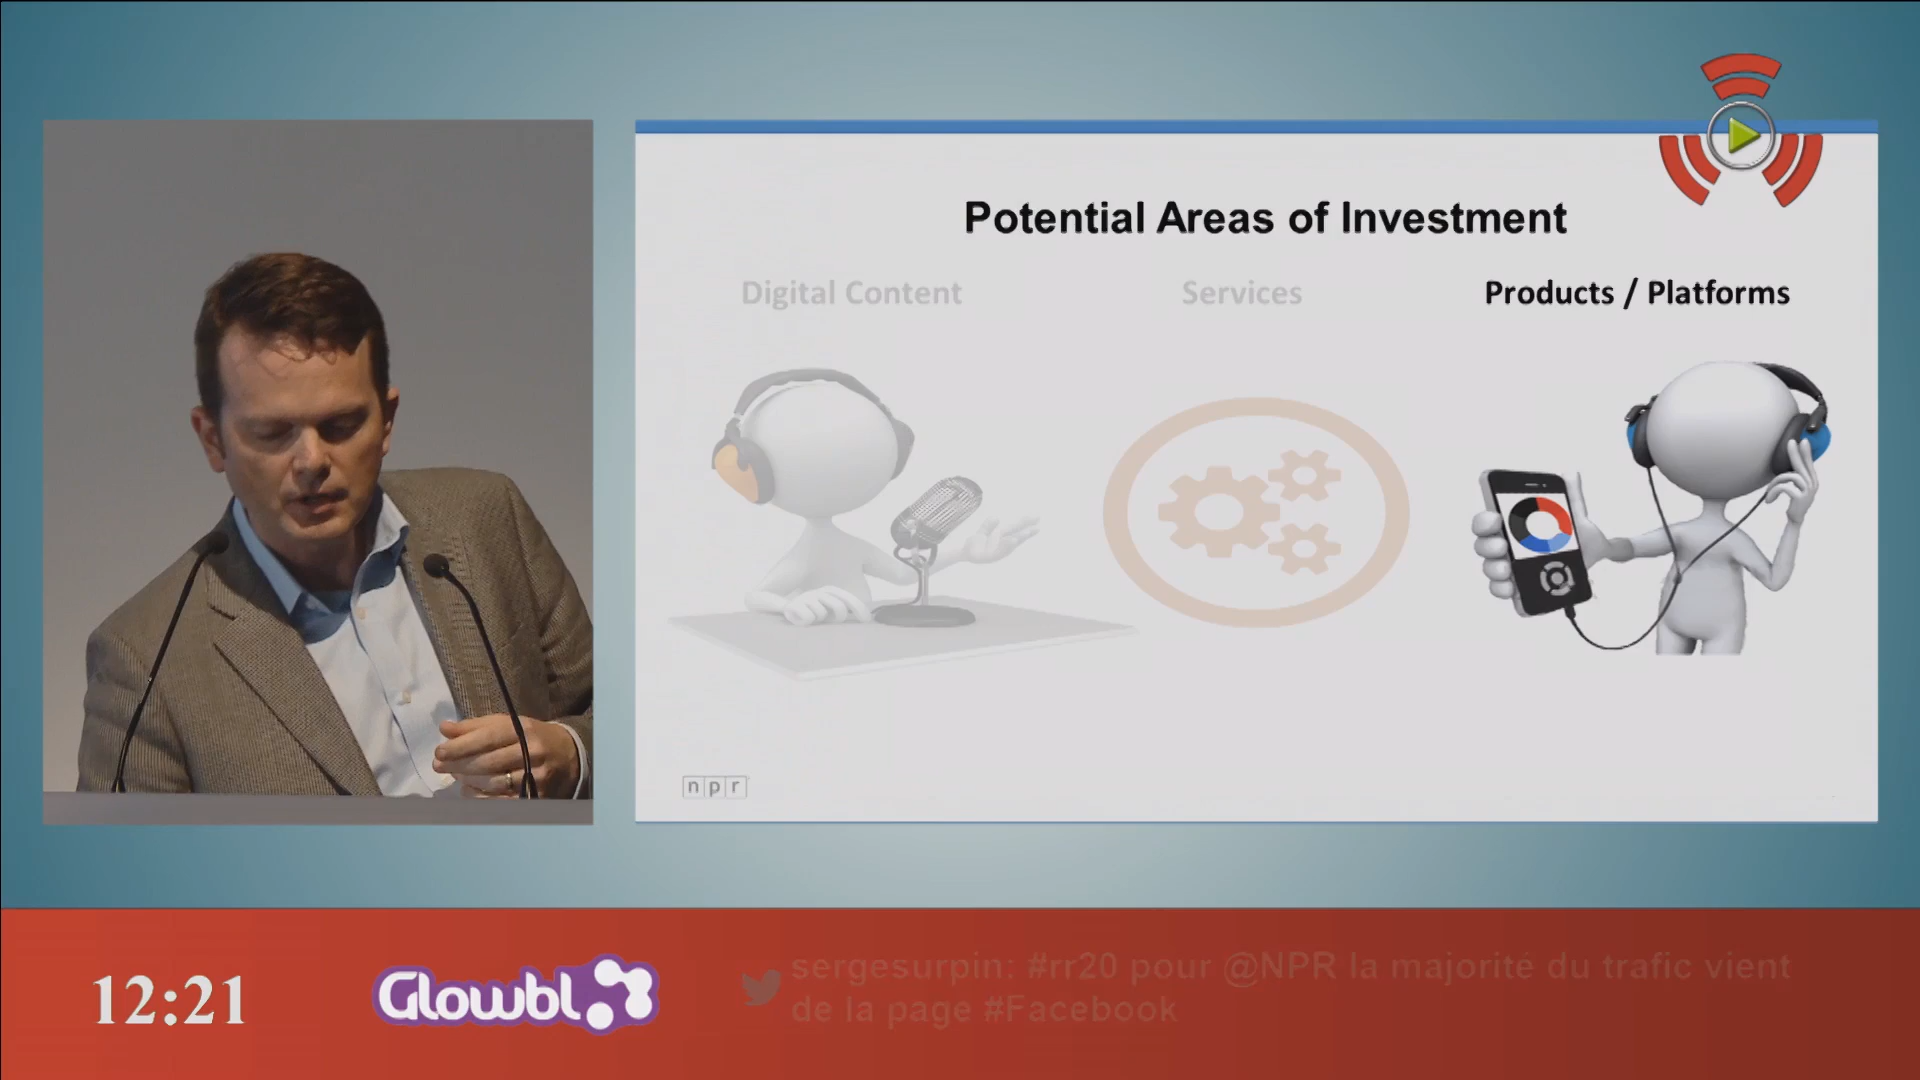 Potential Areas of Investment
Digital Content
Services
Products / Platforms
npr
12:21
Glowbl
sergesurpin: #rr20 pour @NPR la majorité du trafic vient
de la page #Facebook